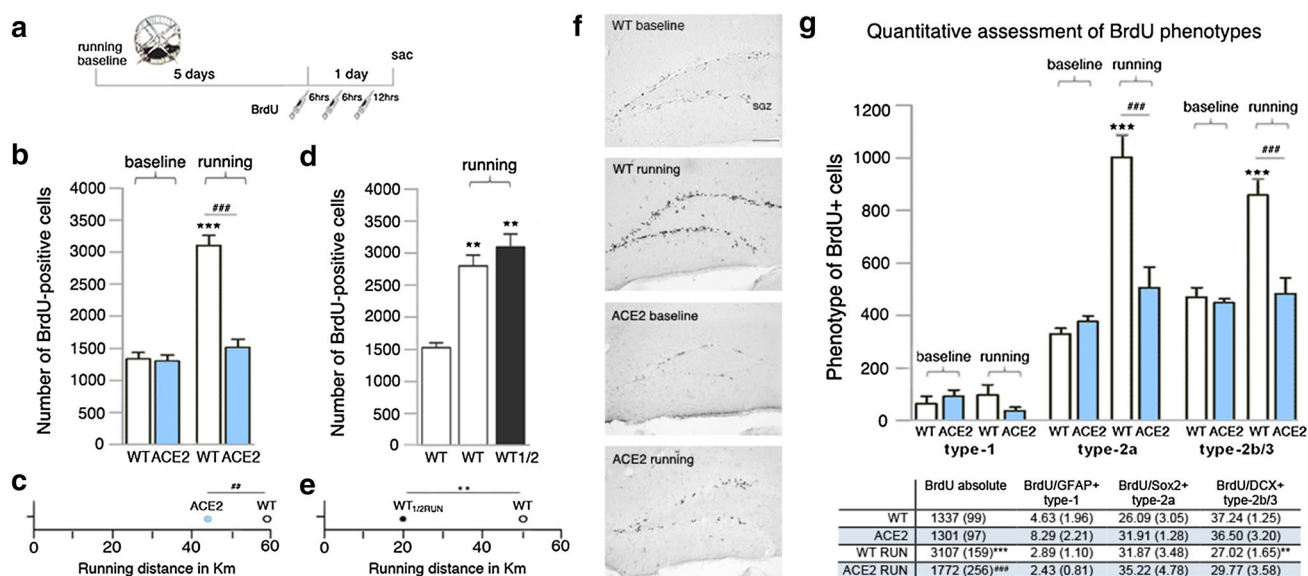 a
running
baseline
5 days
1 day
sac
BrdU
6hrs
6hrs
12hrs
b
baseline
running
Number of BrdU-positive cells
4000
3500
3000
2500
2000
1500
1000
500
0
***
###
WT ACE2 WT ACE2
c
##
ACE2 WT
0 20 40 60
Running distance in Km
d
running
Number of BrdU-positive cells
4000
3500
3000
2500
2000
1500
1000
500
0
**
**
WT WT WT1/2
e
**
WT1/2RUN WT
0 20 40 60
Running distance in Km
f
WT baseline
SGZ
WT running
ACE2 baseline
ACE2 running
g
Quantitative assessment of BrdU phenotypes
Phenotype of BrdU+ cells
1200
1000
800
600
400
200
0
baseline running
baseline running
baseline running
***
###
***
###
WT ACE2 WT ACE2 WT ACE2 WT ACE2 WT ACE2 WT ACE2
type-1 type-2a type-2b/3
BrdU absolute BrdU/GFAP+ BrdU/Sox2+ BrdU/DCX+
type-1 type-2a type-2b/3
WT 1337 (99) 4.63 (1.96) 26.09 (3.05) 37.24 (1.25)
ACE2 1301 (97) 8.29 (2.21) 31.91 (1.28) 36.50 (3.20)
WT RUN 3107 (159)*** 2.89 (1.10) 31.87 (3.48) 27.02 (1.65)**
ACE2 RUN 1772 (256)### 2.43 (0.81) 35.22 (4.78) 29.77 (3.58)